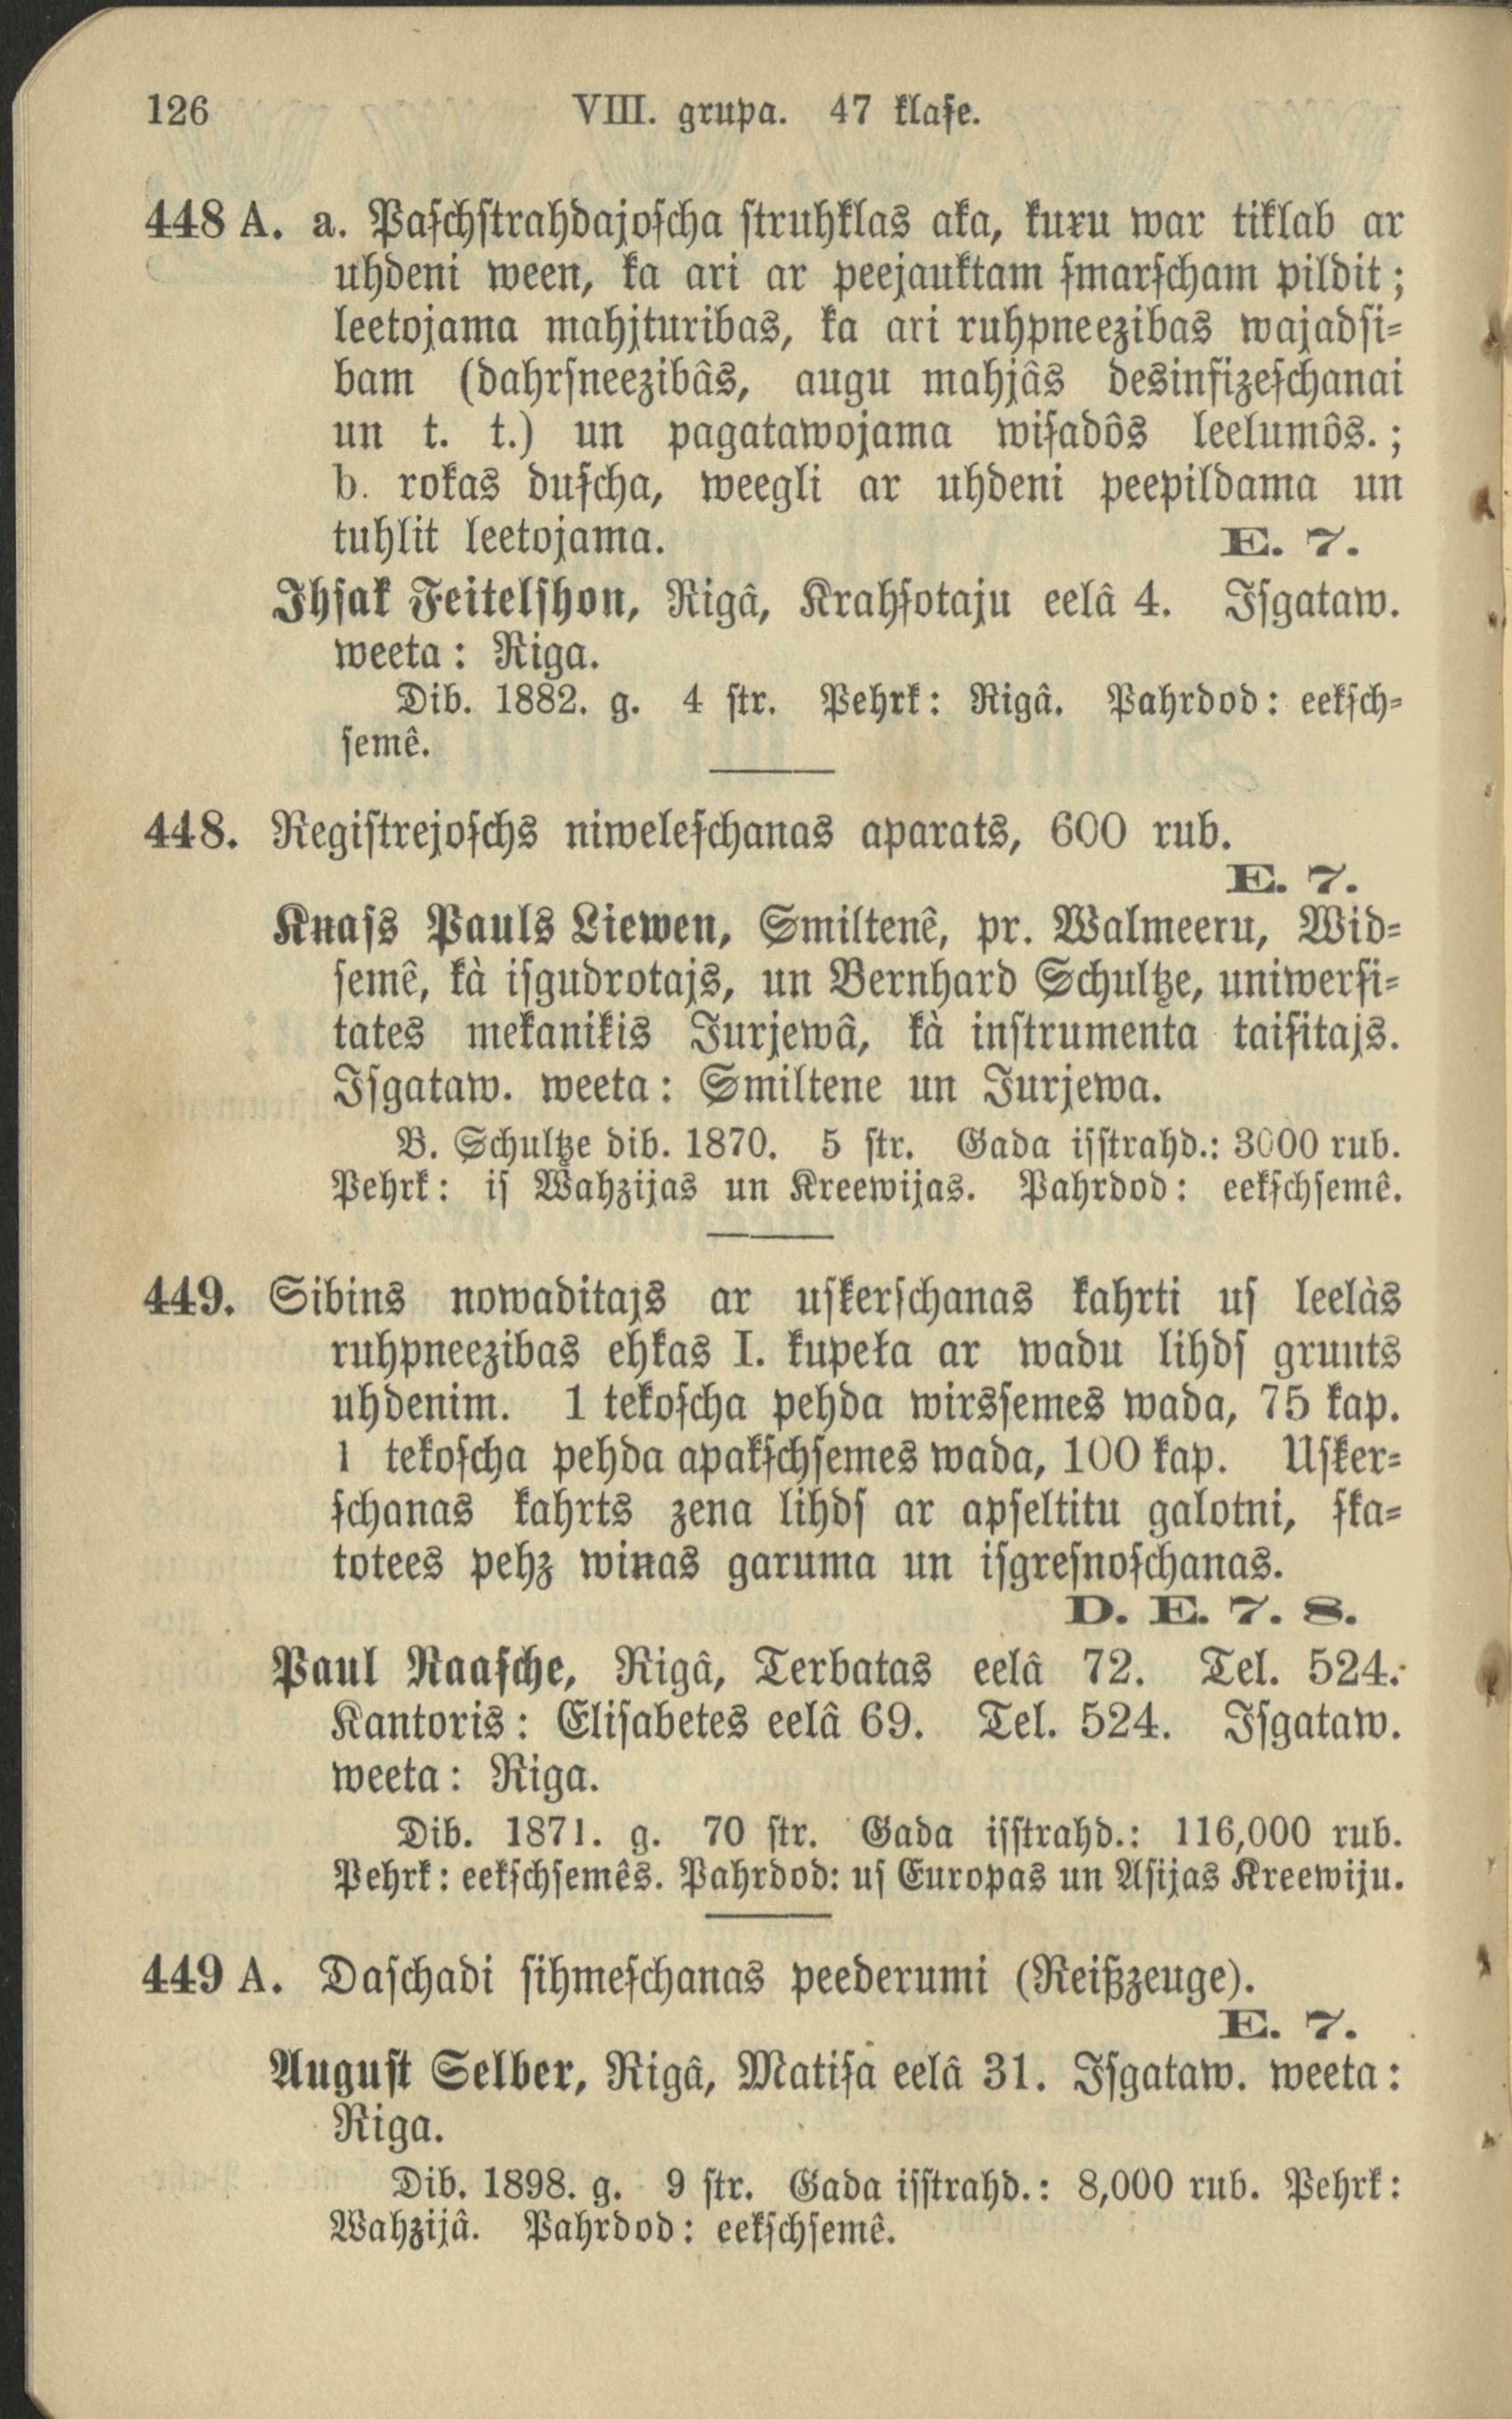 126 VIII. grupa. 47 klaſe.
448 A. a. Paſchstrahdajoſcha struhklas aka, kuŗu war tiklab ar
uhdeni ween, ka ari ar peejauktam ſmarſcham pildit;
leetojama mahjturibas, ka ari ruhpneezibas wajadſi-
bam (dahrſneezibâs, augu mahjâs desinfizeſchanai
un t. t.) un pagatawojama wiſadôs leelumôs.;
b. rokas duſcha, weegli ar uhdeni peepildama un
tuhlit leetojama. E. 7.
Ihſak Feitelſhon, Rigâ, Krahſotaju eelâ 4. Iſgataw.
weeta: Riga.
Dib. 1882. g. 4 ſtr. Pehrk: Rigâ. Pahrdod: eekſch-
ſemê.
448. Regiſtrejoſchs niweleſchanas aparats, 600 rub.
E. 7.
Knaſs Pauls Liewen, Smiltenê, pr. Walmeeru, Wid-
ſemê, kà iſgudrotajs, un Bernhard Schultze, uniwerſi-
tates mekanikis Jurjewâ, kà inſtrumenta taiſitajs.
Iſgataw. weeta: Smiltene un Jurjewa.
B. Schultze dib. 1870. 5 ſtr. Gada iſſtrahd.: 3000 rub.
Pehrk: iſ Wahzijas un Kreewijas. Pahrdod: eekſchſemê.
449. Sibins nowaditajs ar uſkerſchanas kahrti uſ leelàs
ruhpneezibas ehkas I. kupeła ar wadu lihdſ grunts
uhdenim. 1 tekoſcha pehda wirsſemes wada, 75 kap.
1 tekoſcha pehda apakſchſemes wada, 100 kap. Uſker-
ſchanas kahrts zena lihdſ ar apſeltitu galotni, ſka-
totees pehz winas garuma un iſgreſnoſchanas.
D. E. 7. 8.
Paul Raaſche, Rigâ, Terbatas eelâ 72. Tel. 524.
Kantoris: Eliſabetes eelâ 69. Tel. 524. Iſgataw.
weeta: Riga.
Dib. 1871. g. 70 ſtr. Gada iſſtrahd.: 116,000 rub.
Pehrk: eekſchſemês. Pahrdod: uſ Europas un Aſijas Kreewiju.
449 A. Daſchadi ſihmeſchanas peederumi (Reißzeuge).
E. 7.
August Selber, Rigâ, Matiſa eelâ 31. Iſgataw. weeta:
Riga.
Dib. 1898. g. 9 ſtr. Gada iſſtrahd.: 8,000 rub. Pehrk:
Wahzijâ. Pahrdod: eekſchſemê.